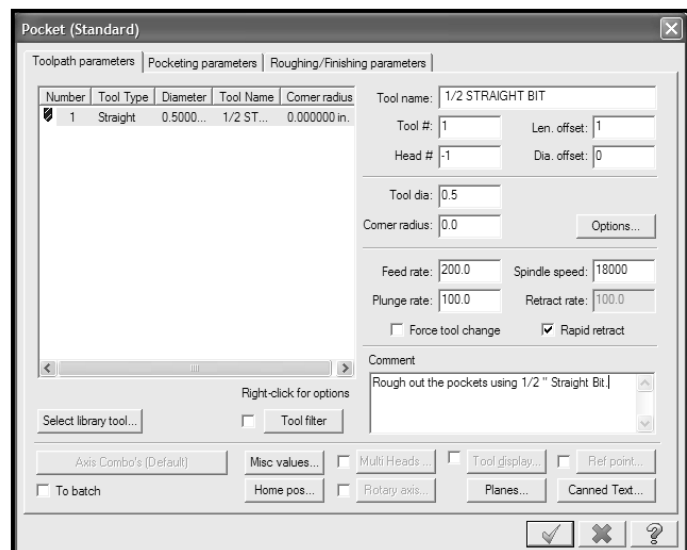 Pocket (Standard)
Toolpath parameters Pocketing parameters Roughing/Finishing parameters
Number Tool Type Diameter Tool Name Corner radius
1 Straight 0.5000... 1/2 ST... 0.000000 in.
Tool name: 1/2 STRAIGHT BIT
Tool #: 1 Len. offset: 1
Head # -1 Dia. offset: 0
Tool dia: 0.5
Corner radius: 0.0 Options...
Feed rate: 200.0 Spindle speed: 18000
Plunge rate: 100.0 Retract rate: 100.0
Force tool change Rapid retract
Comment
Rough out the pockets using 1/2 " Straight Bit.
Right-click for options
Select library tool... Tool filter
Axis Combo's (Default) Misc values... Multi Heads ... Tool display... Ref point...
To batch Home pos... Rotary axis... Planes... Canned Text...